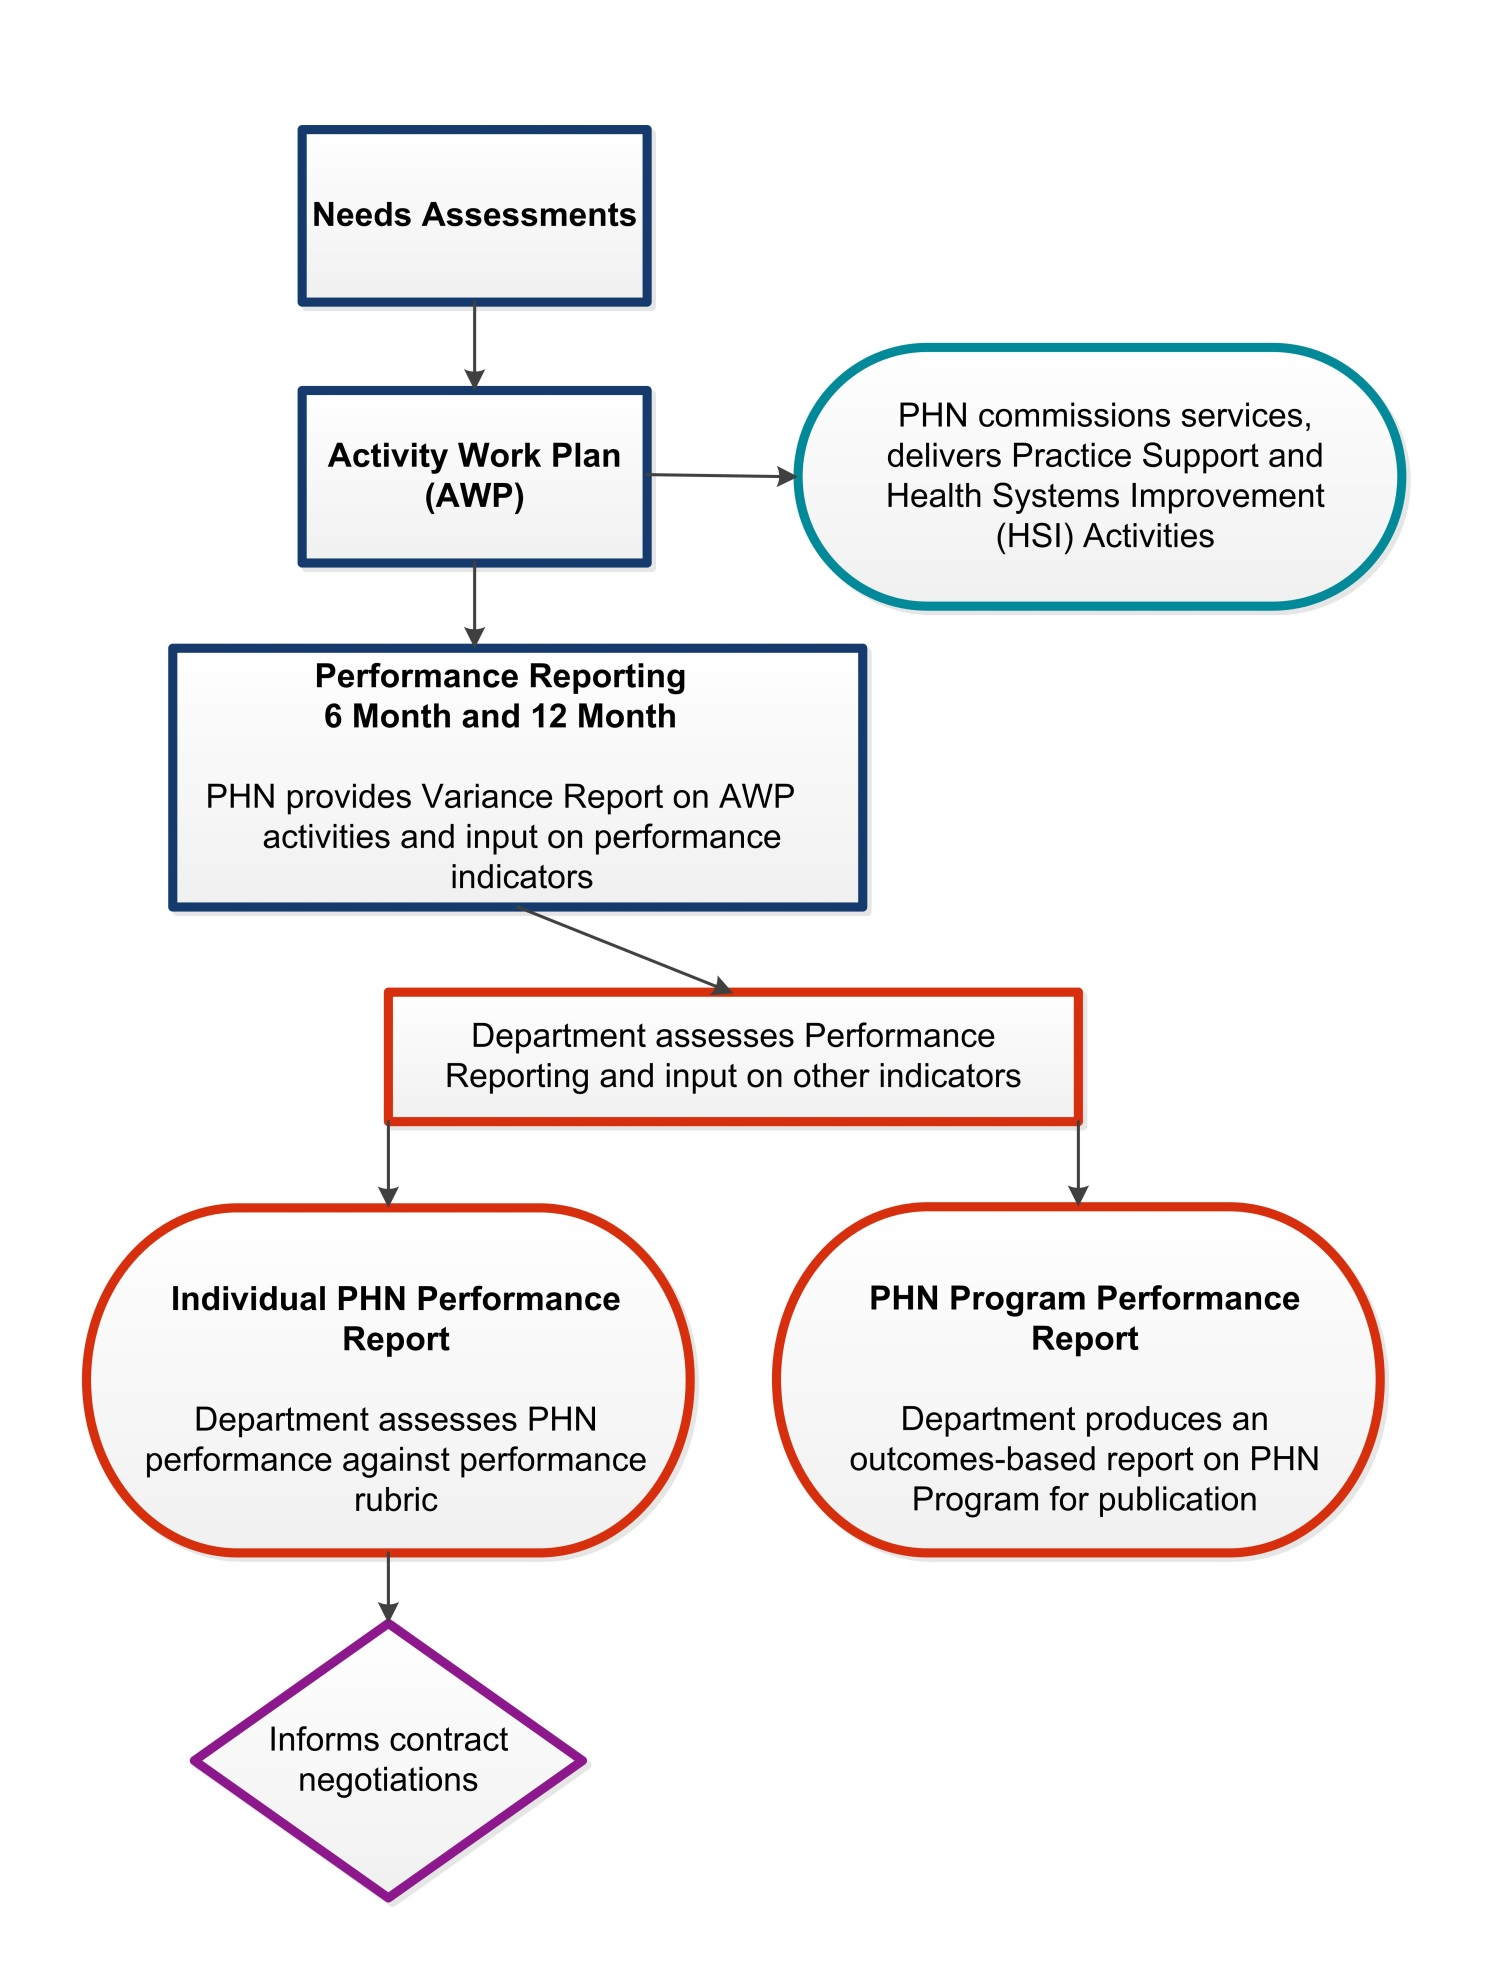 Needs Assessments
Activity Work Plan
(AWP)
PHN commissions services,
delivers Practice Support and
Health Systems Improvement
(HSI) Activities
Performance Reporting
6 Month and 12 Month
PHN provides Variance Report on AWP
activities and input on performance
indicators
Department assesses Performance
Reporting and input on other indicators
Individual PHN Performance
Report
Department assesses PHN
performance against performance
rubric
PHN Program Performance
Report
Department produces an
outcomes-based report on PHN
Program for publication
Informs contract
negotiations